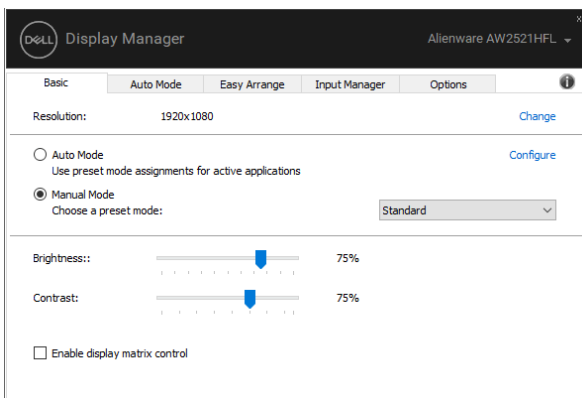 DELL Display Manager Alienware AW2521HFL
x
Basic Auto Mode Easy Arrange Input Manager Options
Resolution: 1920x1080 Change
Auto Mode Configure
Use preset mode assignments for active applications
Manual Mode
Choose a preset mode: Standard
Brightness:: 75%
Contrast: 75%
Enable display matrix control